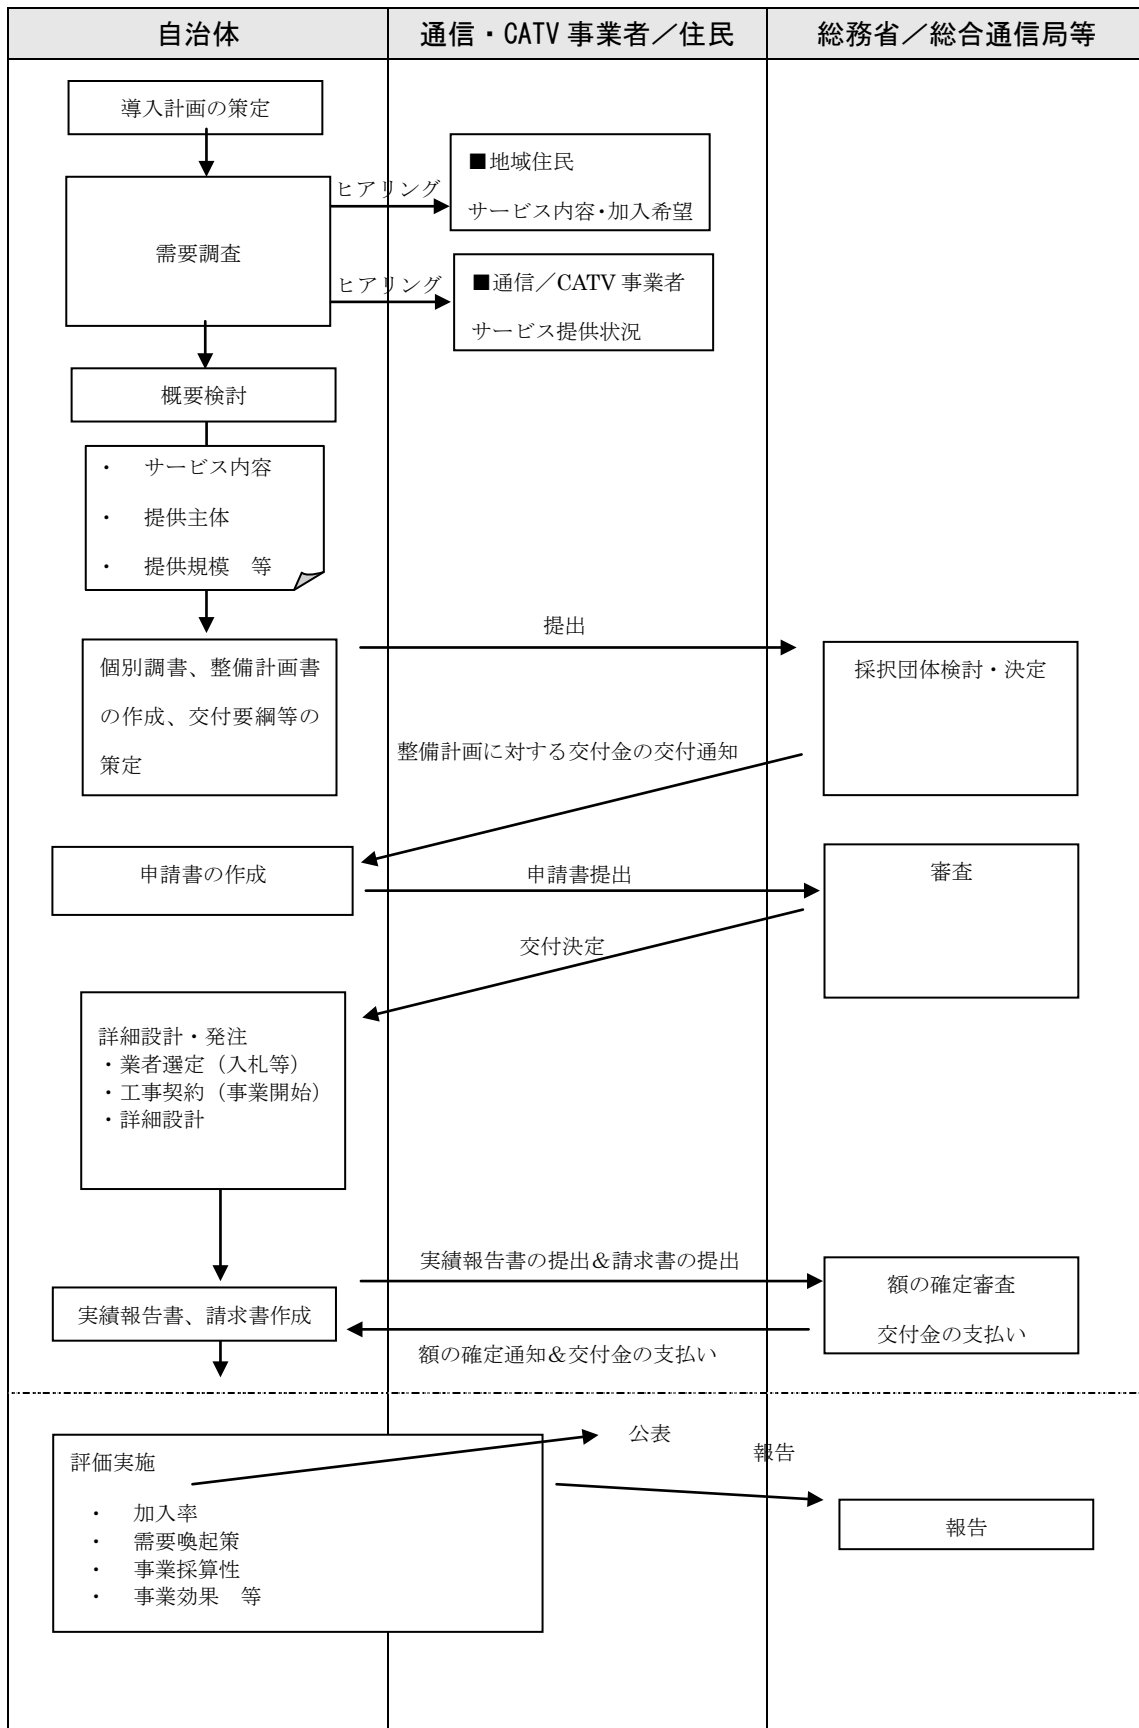 自治体
通信・CATV 事業者／住民
総務省／総合通信局等
導入計画の策定
■地域住民
サービス内容・加入希望
ヒアリング
需要調査
ヒアリング
■通信／CATV 事業者
サービス提供状況
概要検討
・ サービス内容
・ 提供主体
・ 提供規模 等
提出
個別調書、整備計画書
の作成、交付要綱等の
策定
採択団体検討・決定
整備計画に対する交付金の交付通知
申請書の作成
申請書提出
審査
交付決定
詳細設計・発注
・業者選定（入札等）
・工事契約（事業開始）
・詳細設計
実績報告書の提出＆請求書の提出
額の確定審査
交付金の支払い
実績報告書、請求書作成
額の確定通知＆交付金の支払い
公表
報告
評価実施
・ 加入率
・ 需要喚起策
・ 事業採算性
・ 事業効果 等
報告